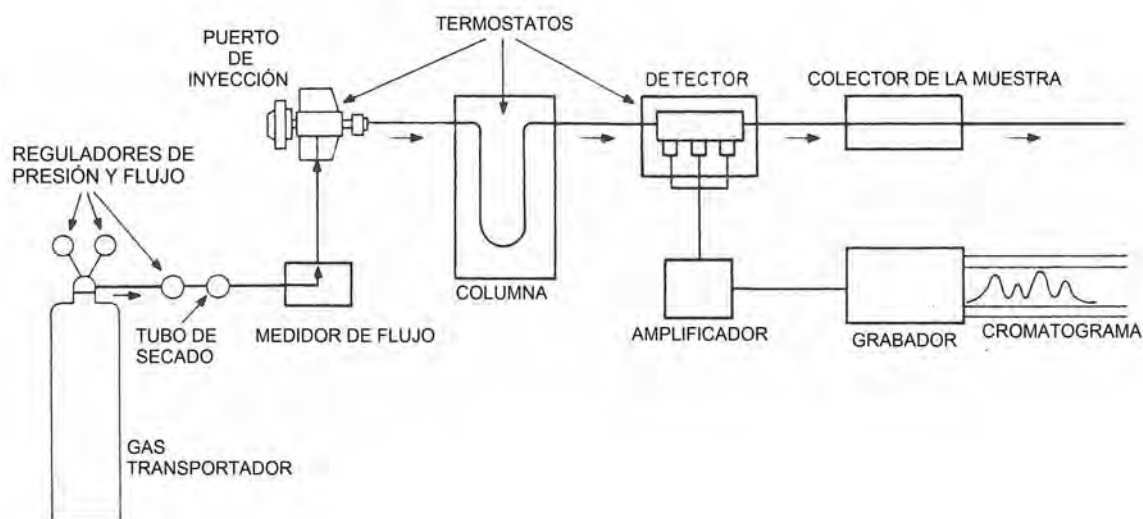 TERMOSTATOS
PUERTO
DE
INYECCIÓN
DETECTOR
COLECTOR DE LA MUESTRA
REGULADORES DE
PRESIÓN Y FLUJO
TUBO DE
SECADO
MEDIDOR DE FLUJO
COLUMNA
AMPLIFICADOR
GRABADOR
CROMATOGRAMA
GAS
TRANSPORTADOR